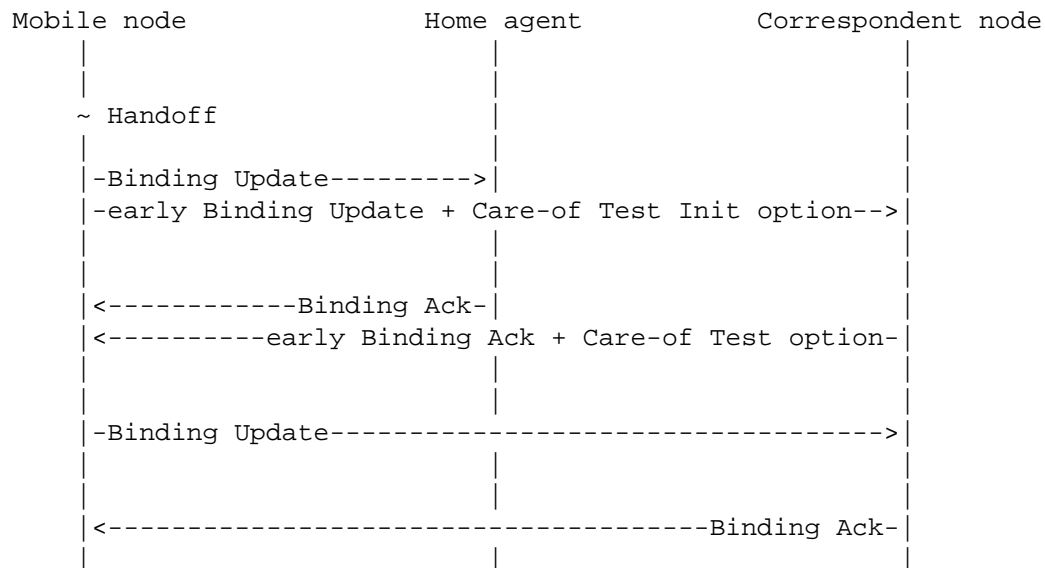 Mobile node Home agent Correspondent node
~ Handoff
-Binding Update--------->
-early Binding Update + Care-of Test Init option-->
<------------Binding Ack-
<----------early Binding Ack + Care-of Test option-
-Binding Update----------------------------------->
<-------------------------------------Binding Ack-